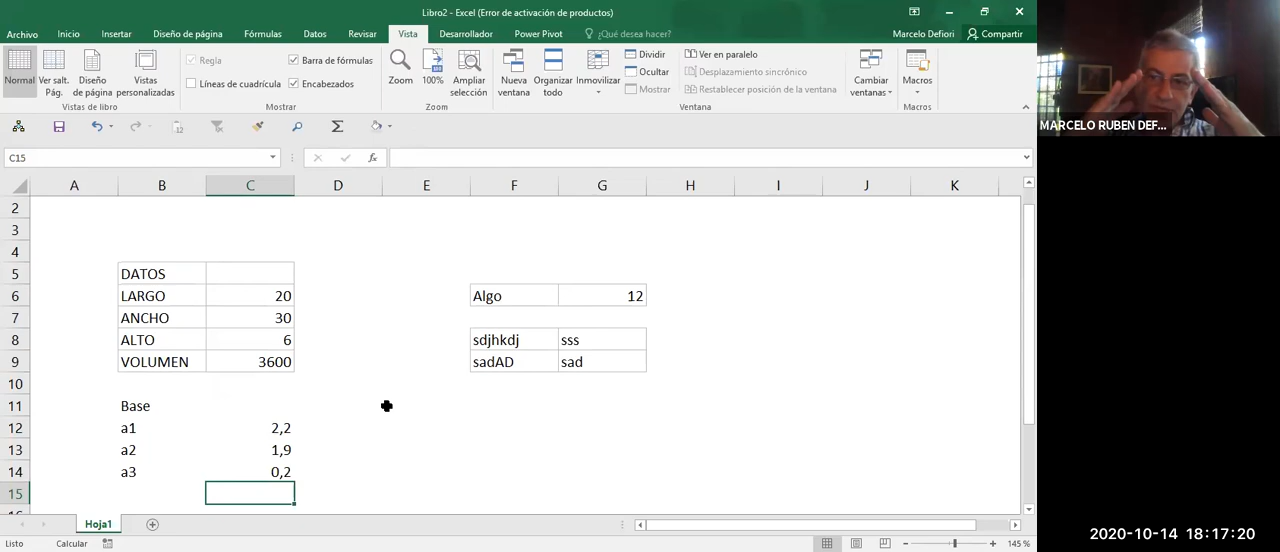 Libro2 - Excel (Error de activación de productos)
Archivo Inicio Insertar Diseño de página Fórmulas Datos Revisar Vista Desarrollador Power Pivot ¿Qué desea hacer? Marcelo Defiori Compartir
Normal Ver salt. Pág. Diseño de página Vistas personalizadas
Vistas de libro
Regla Barra de fórmulas
Líneas de cuadrícula Encabezados
Mostrar
Zoom 100% Ampliar selección
Zoom
Nueva ventana Organizar todo Inmovilizar
Dividir
Ocultar
Mostrar
Ver en paralelo
Desplazamiento sincrónico
Restablecer posición de la ventana
Cambiar ventanas
Ventana
Macros
Macros
MARCELO RUBEN DEF...
C15 fx
A B C D E F G H I J K
2
3
4
5 DATOS
6 LARGO 20 Algo 12
7 ANCHO 30
8 ALTO 6 sdjhkdj sss
9 VOLUMEN 3600 sadAD sad
10
11 Base
12 a1 2,2
13 a2 1,9
14 a3 0,2
15
Hoja1
Listo Calcular 145 %
2020-10-14 18:17:20